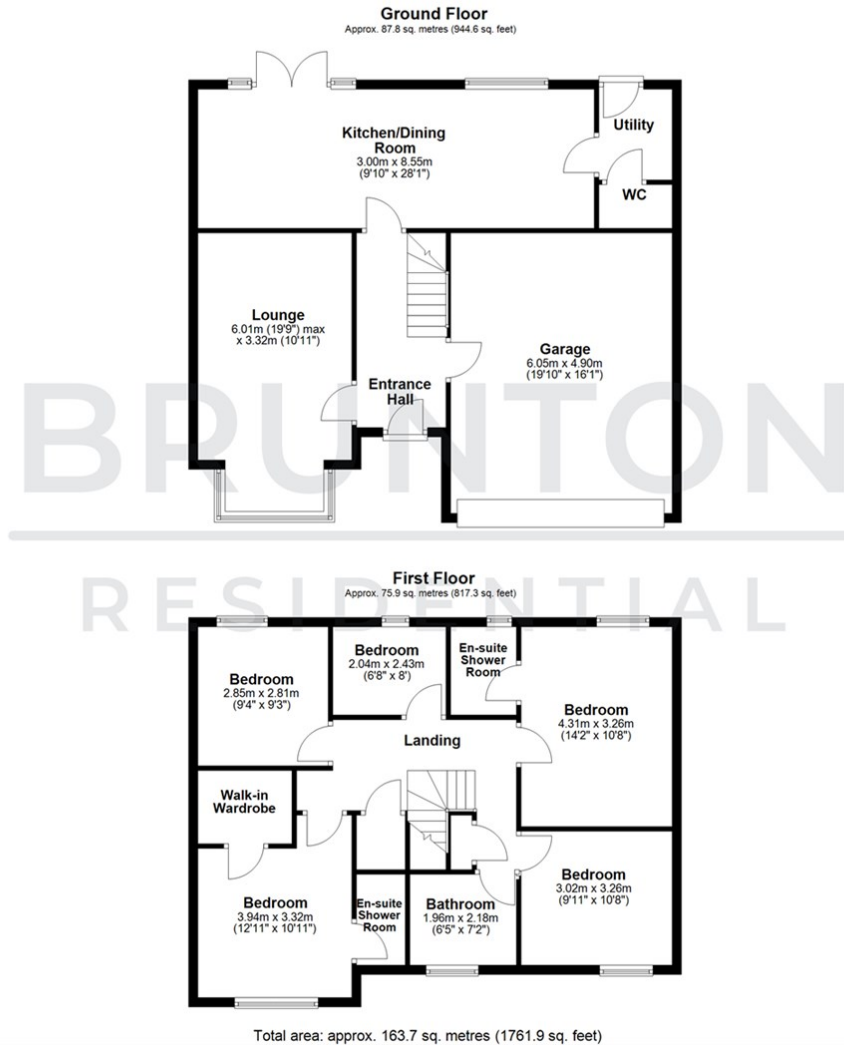 Ground Floor
Approx. 87.8 sq. metres (944.6 sq. feet)
Kitchen/Dining
Room
3.00m x 8.55m
(9'10" x 28'1")
Utility
WC
Lounge
6.01m (19'9") max
x 3.32m (10'11")
Garage
6.05m x 4.90m
(19'10" x 16'1")
Entrance
Hall
BRUNTON
RESIDENTIAL
First Floor
Approx. 75.9 sq. metres (817.3 sq. feet)
Bedroom
2.85m x 2.81m
(9'4" x 9'3")
Bedroom
2.04m x 2.43m
(6'8" x 8')
En-suite
Shower
Room
Bedroom
4.31m x 3.26m
(14'2" x 10'8")
Landing
Walk-in
Wardrobe
Bedroom
3.94m x 3.32m
(12'11" x 10'11")
En-suite
Shower
Room
Bathroom
1.96m x 2.18m
(6'5" x 7'2")
Bedroom
3.02m x 3.26m
(9'11" x 10'8")
Total area: approx. 163.7 sq. metres (1761.9 sq. feet)